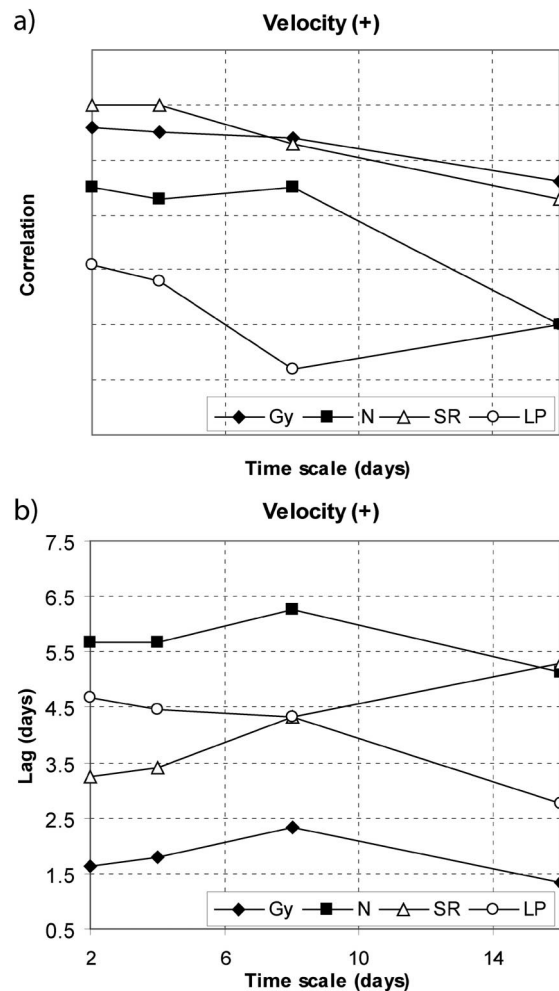 a)
Velocity (+)
Correlation
Gy N SR LP
Time scale (days)
b)
Velocity (+)
7.5
6.5
5.5
4.5
3.5
2.5
1.5
0.5
Lag (days)
Gy N SR LP
2 6 10 14
Time scale (days)